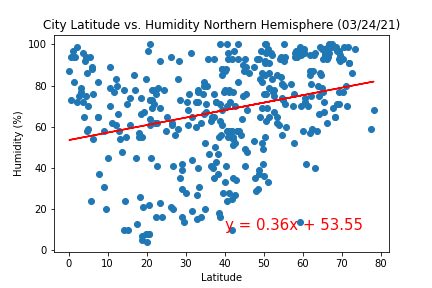 City Latitude vs. Humidity Northern Hemisphere (03/24/21)
100
80
60
40
20
0
Humidity (%)
y = 0.36x + 53.55
0 10 20 30 40 50 60 70 80
Latitude